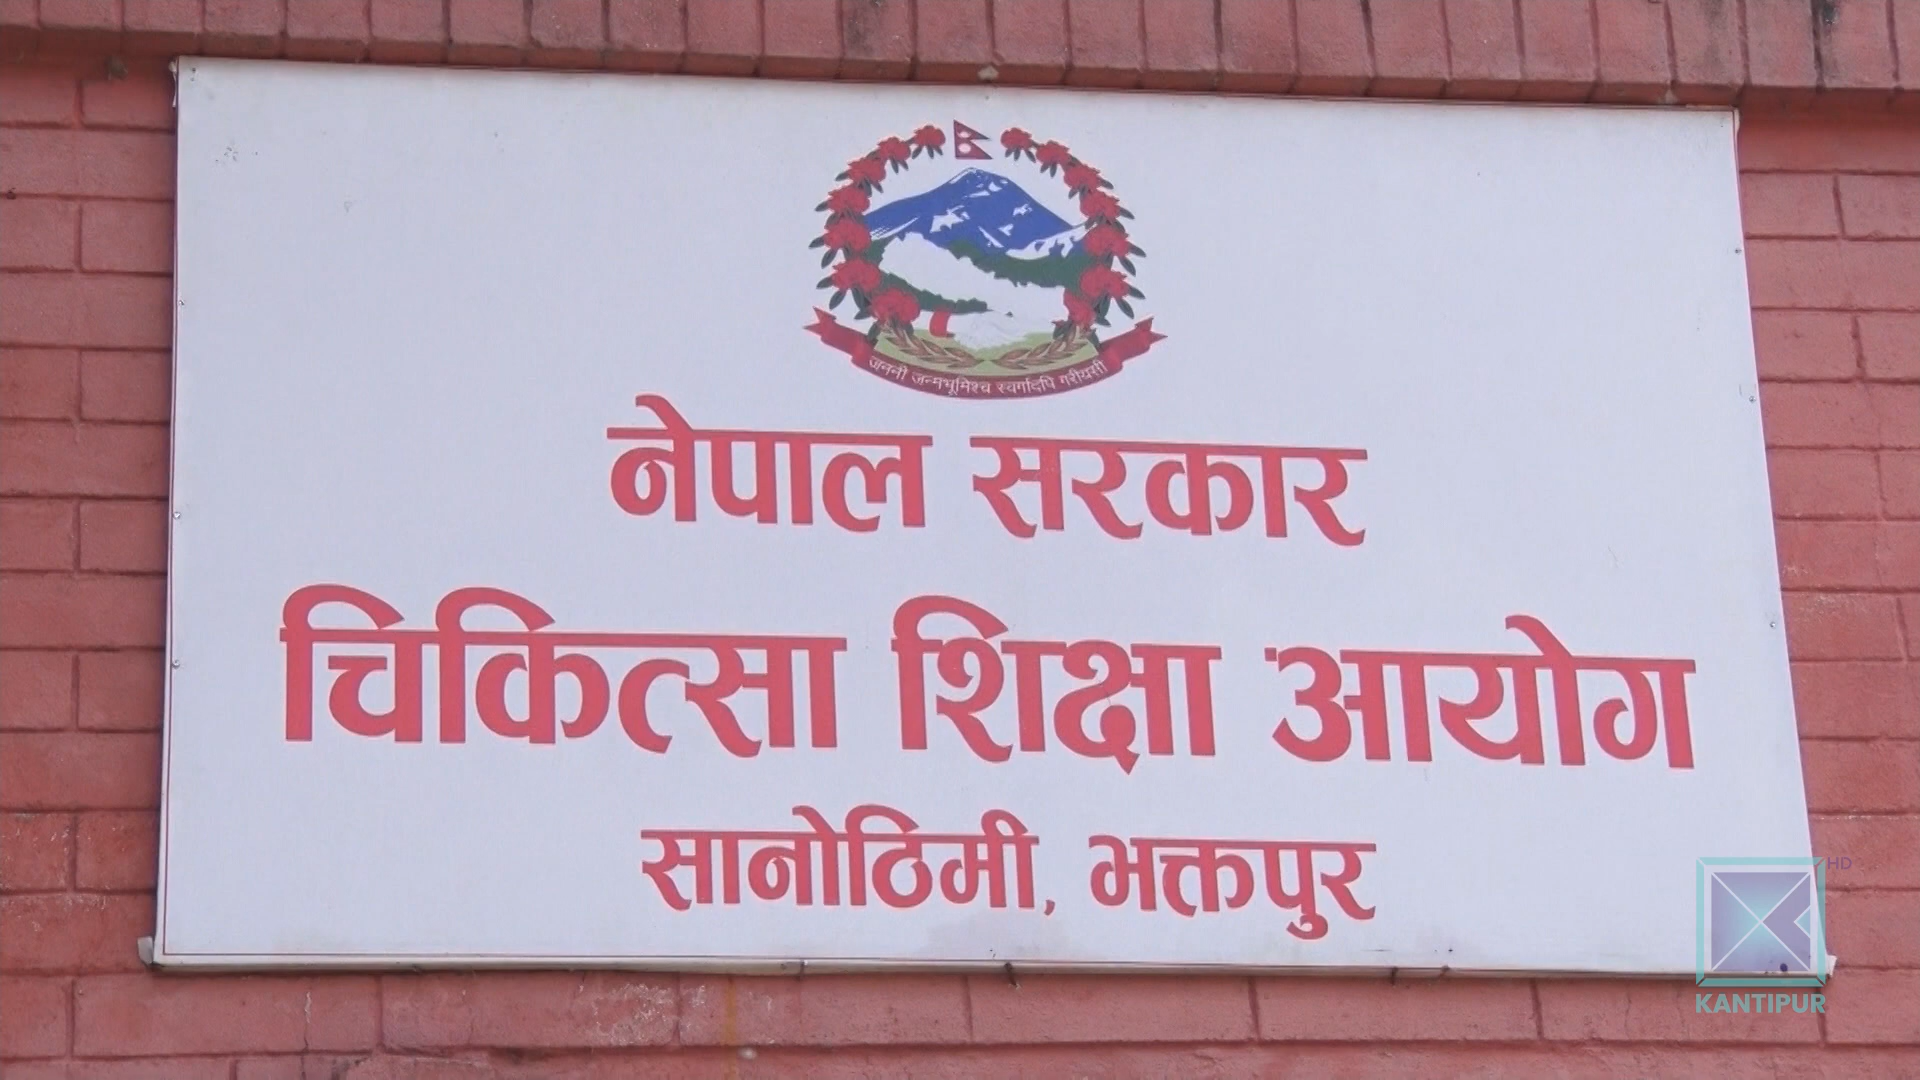 जननी जन्मभूमिश्च स्वर्गादपि गरीयसी
नेपाल सरकार
चिकित्सा शिक्षा आयोग
सानोठिमी, भक्तपुर
HD
KANTIPUR